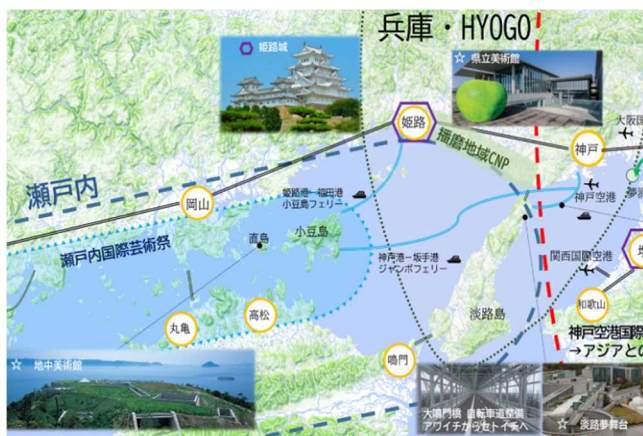 兵庫・HYOGO
姫路城
☆ 県立美術館
姫路
播磨地域CNP
大阪国
神戸
瀬戸内
岡山
姫路港ー福田港
小豆島フェリー
神戸空港
瀬戸内国際芸術祭
直島
小豆島
神戸港ー坂手港
ジャンボフェリー
関西国際空港
淡路島
和歌山
高松
丸亀
鳴門
神戸空港国際
→アジアとの
☆ 地中美術館
大鳴門橋 自転車道整備
アワイチからセトイチへ
☆ 淡路夢舞台